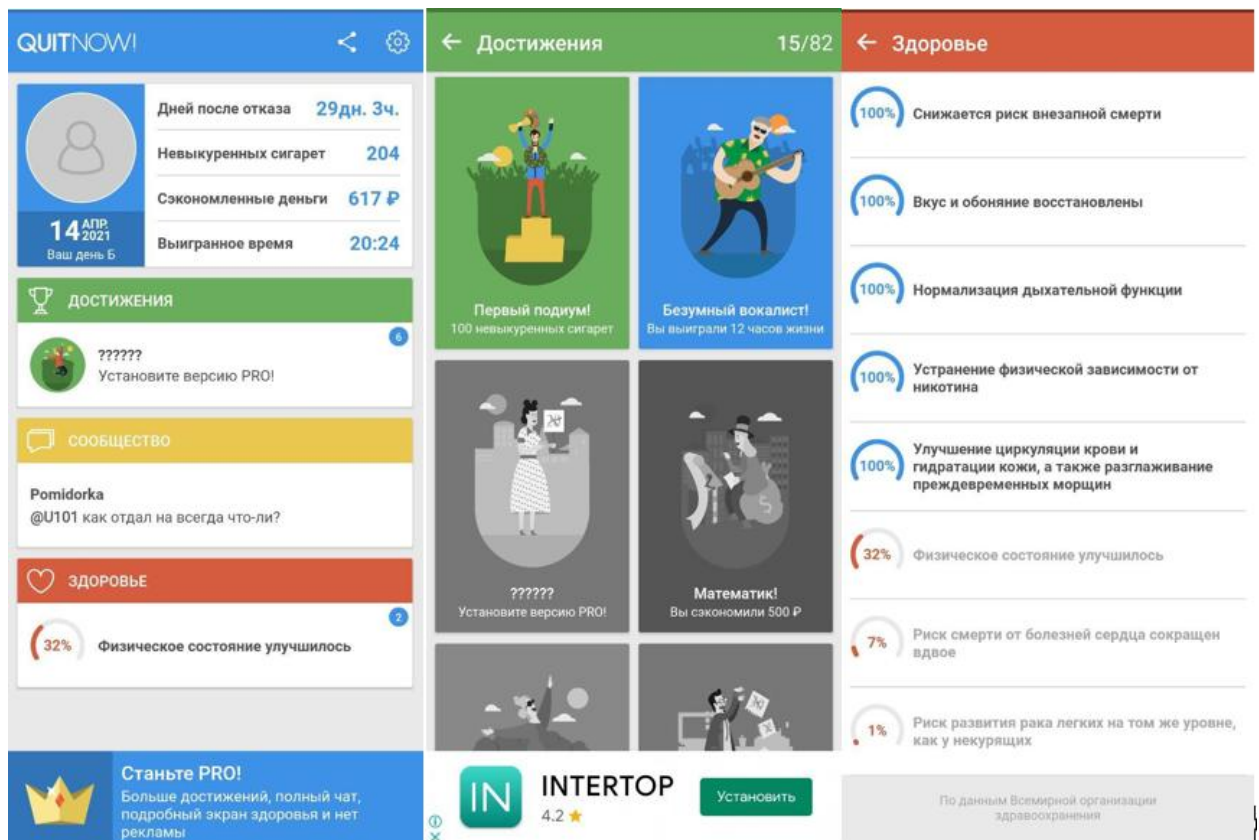 QUITNOW!
Дней после отказа 29дн. 3ч.
Невыкуренных сигарет 204
Сэкономленные деньги 617 ₽
Выигранное время 20:24
14 АПР. 2021
Ваш день Б
ДОСТИЖЕНИЯ
6
??????
Установите версию PRO!
СООБЩЕСТВО
Pomidorka
@U101 как отдал на всегда что-ли?
ЗДОРОВЬЕ
2
32% Физическое состояние улучшилось
Станьте PRO!
Больше достижений, полный чат,
подробный экран здоровья и нет
рекламы
Достижения 15/82
Первый подиум!
100 невыкуренных сигарет
Безумный вокалист!
Вы выиграли 12 часов жизни
??????
Установите версию PRO!
Математик!
Вы сэкономили 500 ₽
IN
INTERTOP
4.2
Установить
Здоровье
100% Снижается риск внезапной смерти
100% Вкус и обоняние восстановлены
100% Нормализация дыхательной функции
100% Устранение физической зависимости от
никотина
100% Улучшение циркуляции крови и
гидратации кожи, а также разглаживание
преждевременных морщин
32% Физическое состояние улучшилось
7% Риск смерти от болезней сердца сокращен
вдвое
1% Риск развития рака легких на том же уровне,
как у некурящих
По данным Всемирной организации
здравоохранения